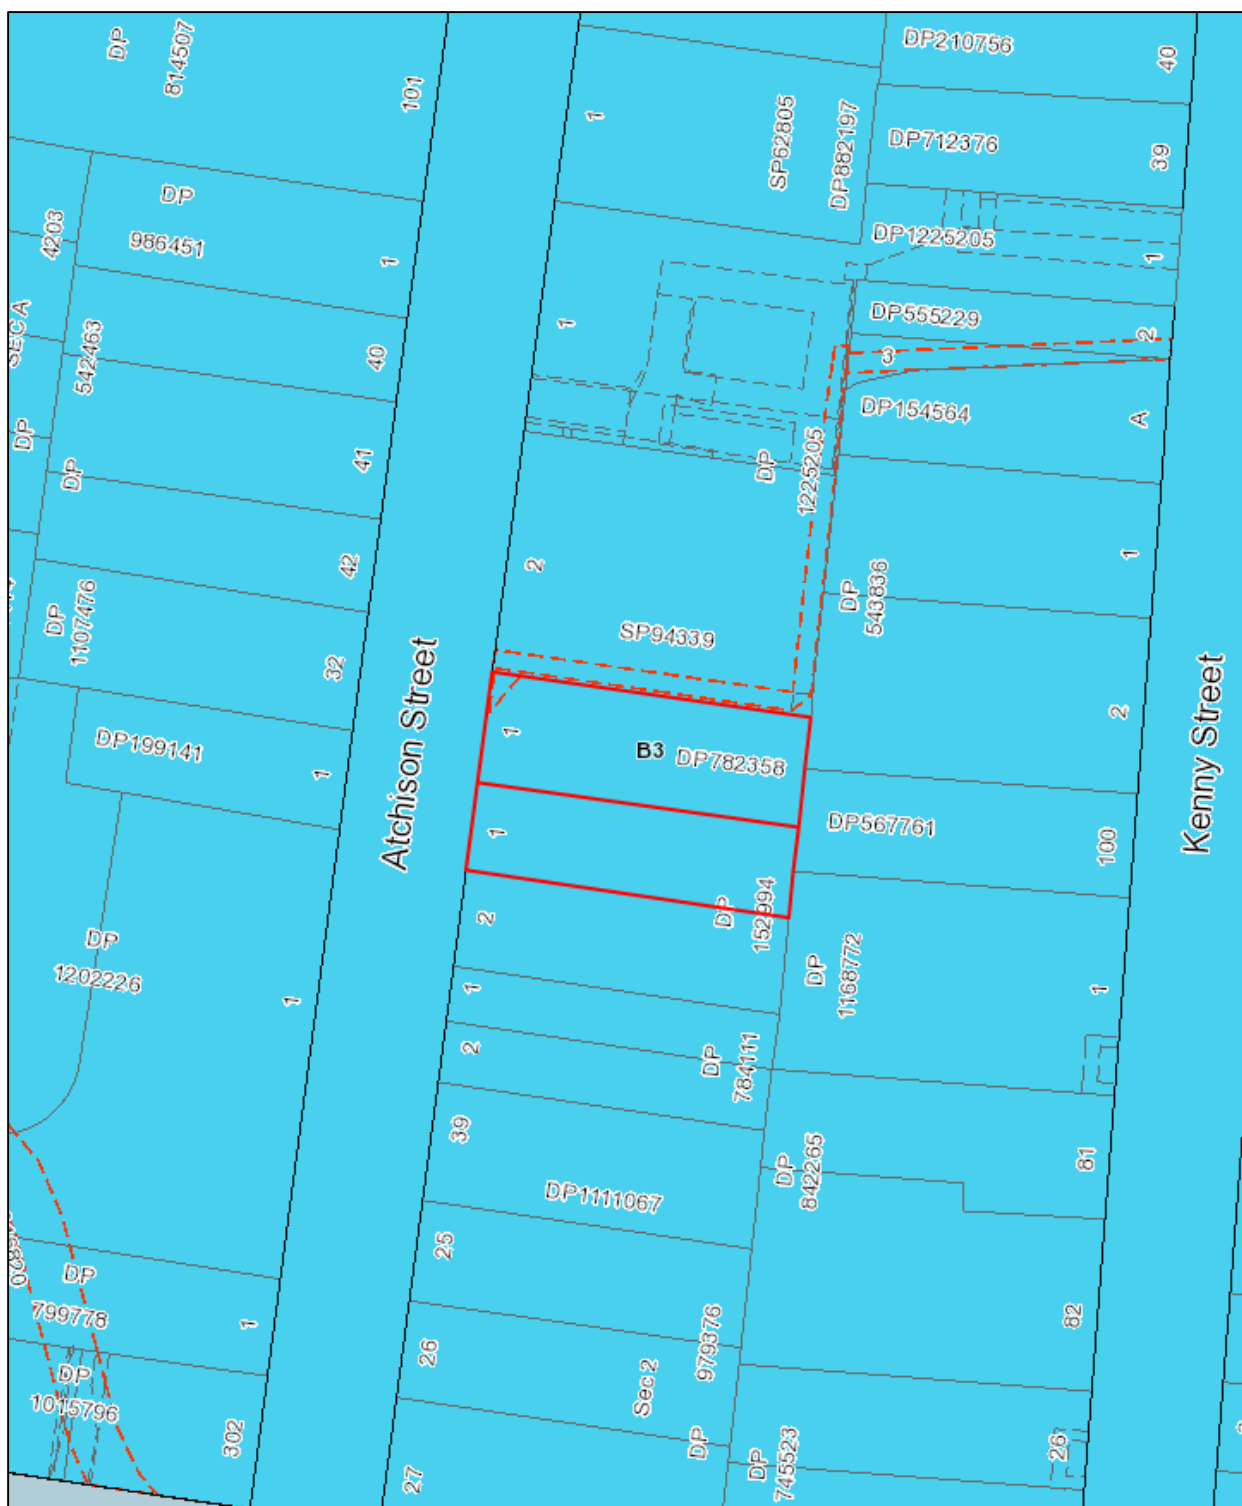 DP
814507
101
DP210756
40
1
SP62805
DP882197
DP712376
39
4203
DP
986451
1
DP1225205
1
SEC A
542463
40
1
DP555229
2
3
DP154564
A
DP
DP
41
DP
1225205
42
2
1
DP
1107476
32
SP94339
DP
543836
DP199141
1
Atchison Street
1
B3
DP782358
2
Kenny Street
1
DP567761
100
2
DP
152994
DP
1202226
1
1
DP
1168772
1
2
DP
784111
39
DP
842265
81
DP1111067
25
DP
799778
1
26
979376
82
DP
1015796
302
Sec 2
27
DP
DP
745523
26